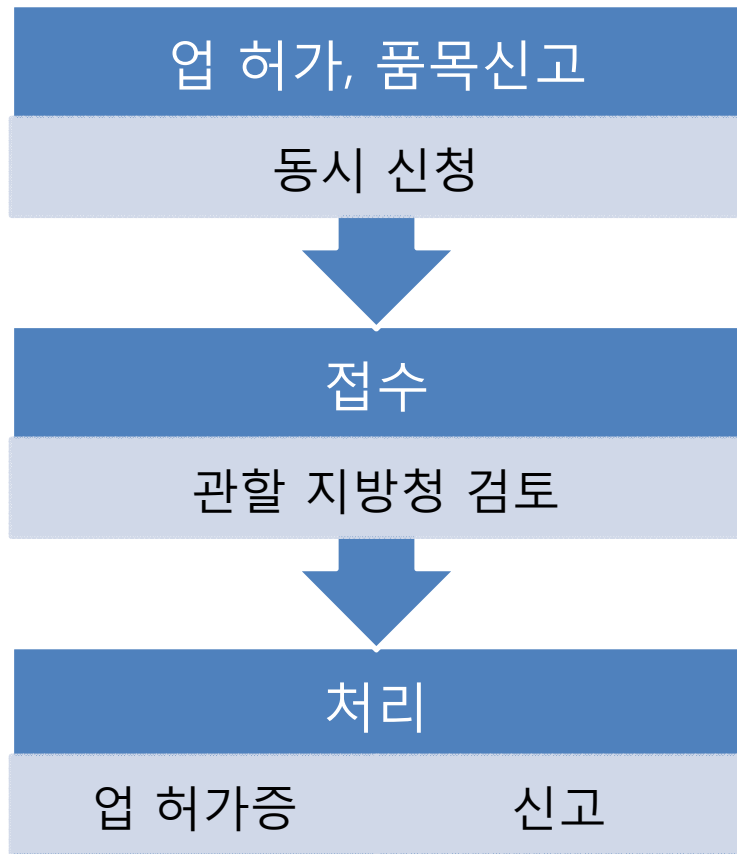 업 허가, 품목신고
동시 신청
접수
관할 지방청 검토
처리
업 허가증 신고